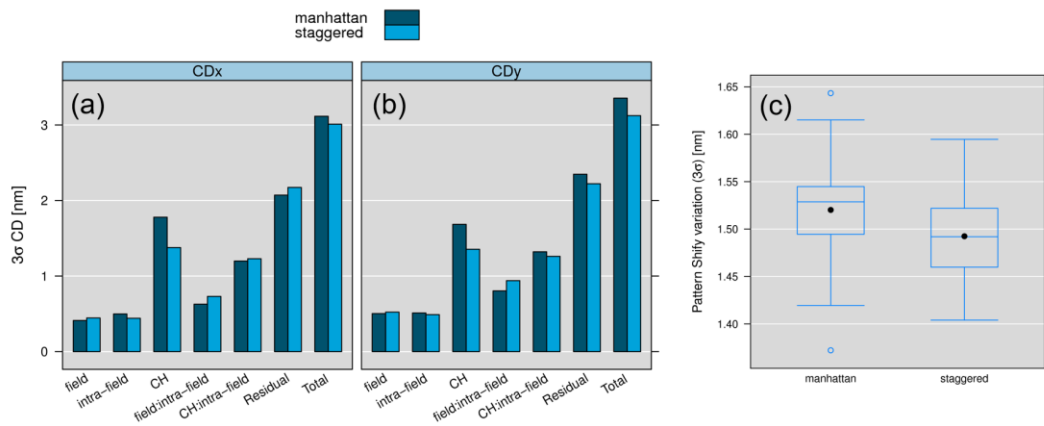 manhattan
staggered
CDx
CDy
(a)
(b)
(c)
3σ CD [nm]
3
2
1
0
field
intra−field
CH
field:intra−field
CH:intra−field
Residual
Total
field
intra−field
CH
field:intra−field
CH:intra−field
Residual
Total
Pattern Shify variation (3σ) [nm]
1.65
1.60
1.55
1.50
1.45
1.40
manhattan
staggered